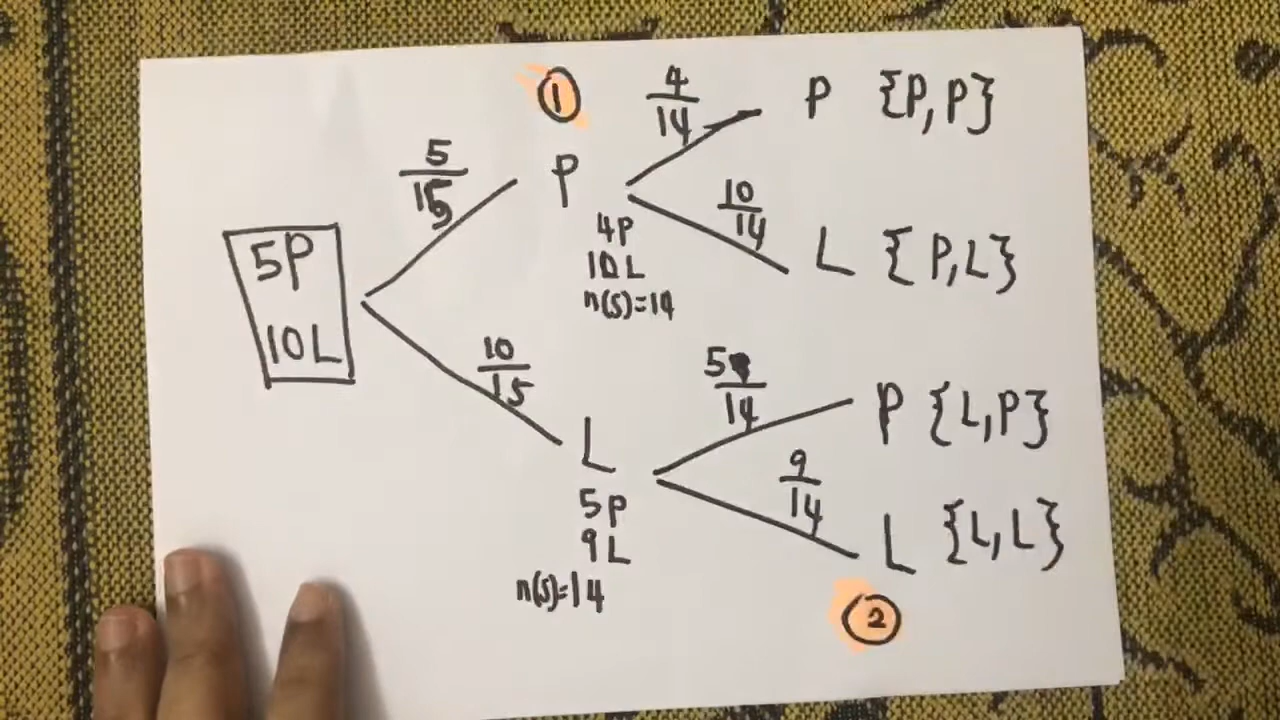 5P
10L
5/15
10/15
①
P
4P
10L
n(S)=14
4/14
P {P,P}
10/14
L {P,L}
L
5P
9L
n(S)=14
5/14
P {L,P}
9/14
L {L,L}
②